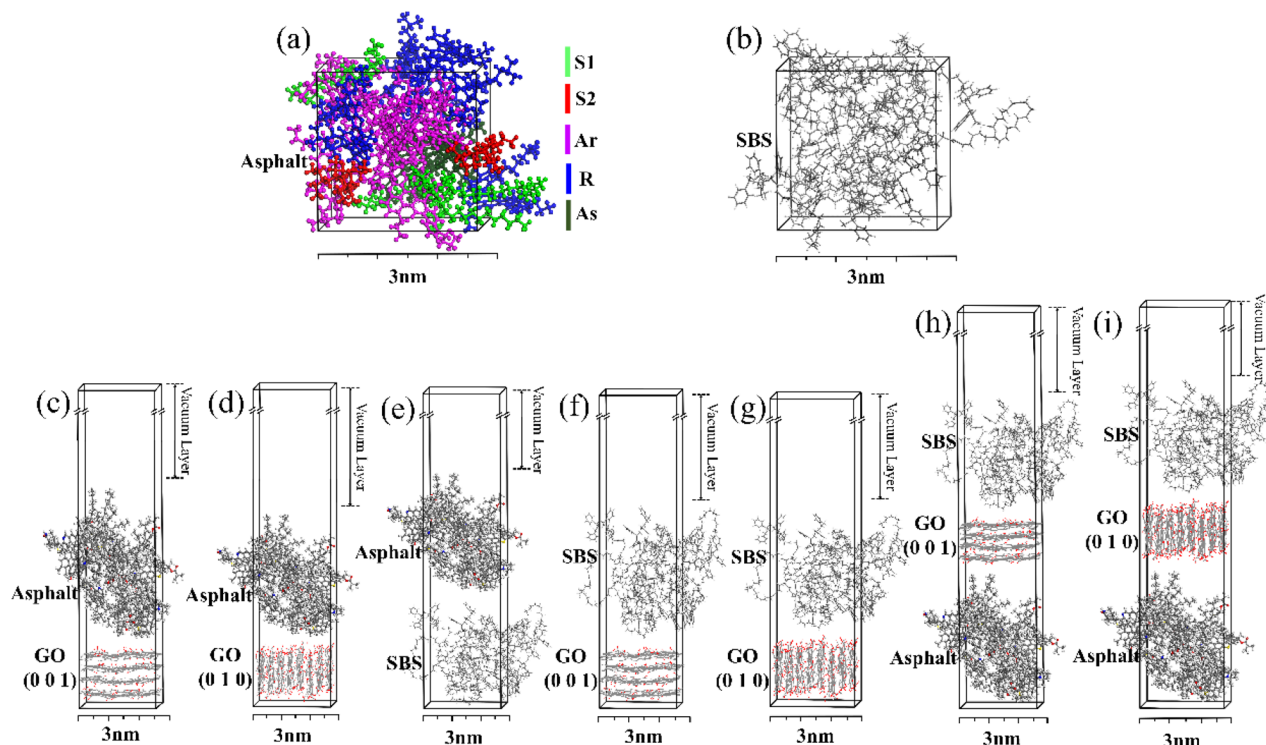 (a)
S1
S2
Ar
R
As
Asphalt
3nm
(b)
SBS
3nm
(c)
Vacuum Layer
Asphalt
GO
(0 0 1)
3nm
(d)
Vacuum Layer
Asphalt
GO
(0 1 0)
3nm
(e)
Vacuum Layer
Asphalt
SBS
3nm
(f)
Vacuum Layer
SBS
GO
(0 0 1)
3nm
(g)
Vacuum Layer
SBS
GO
(0 1 0)
3nm
(h)
Vacuum Layer
SBS
GO
(0 0 1)
Asphalt
3nm
(i)
Vacuum Layer
SBS
GO
(0 1 0)
Asphalt
3nm